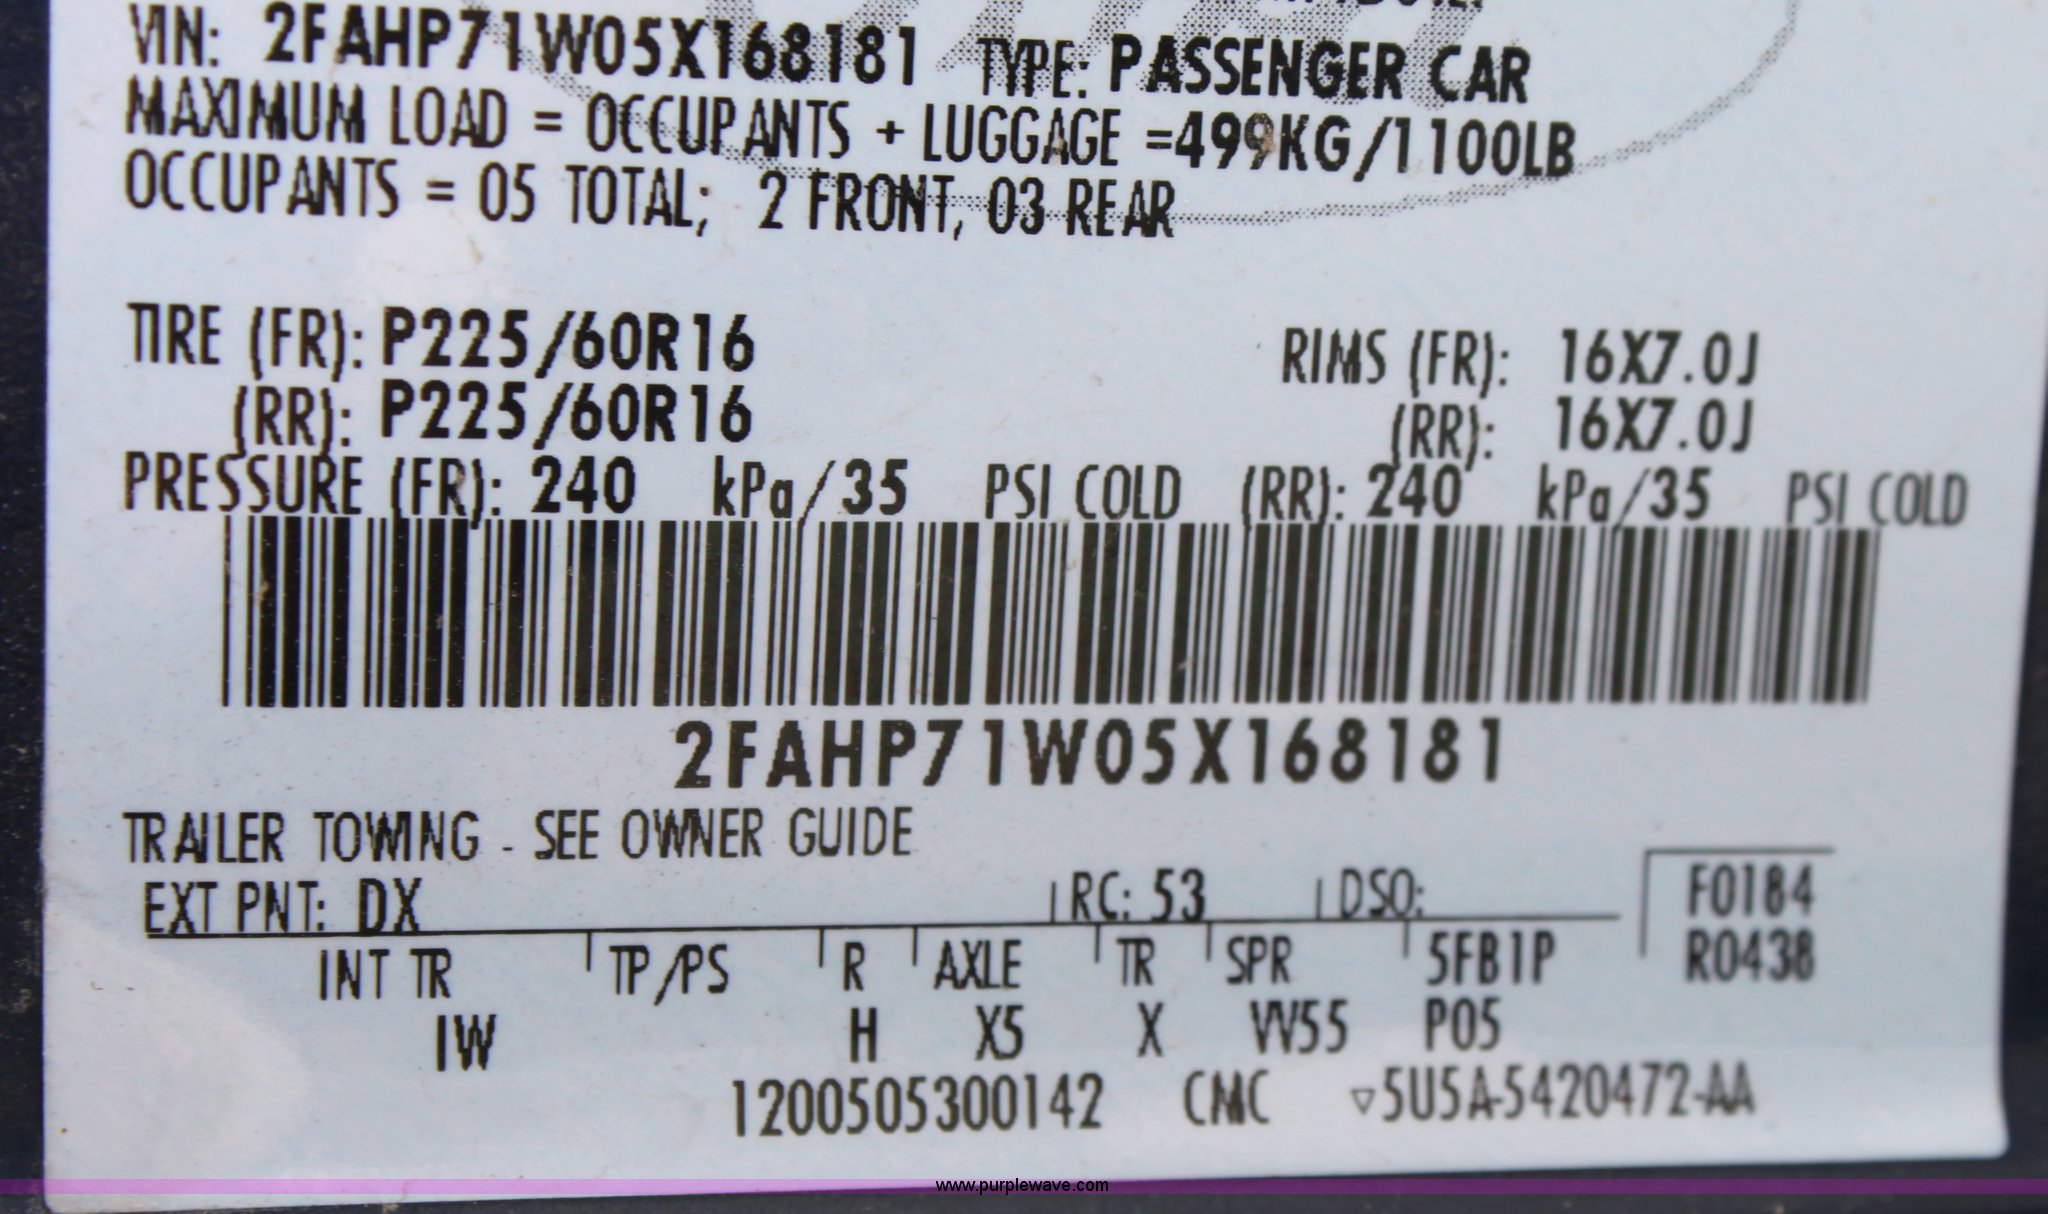 VIN: 2FAHP71W05X168181 TYPE: PASSENGER CAR
MAXIMUM LOAD = OCCUPANTS + LUGGAGE =499KG/1100LB
OCCUPANTS = 05 TOTAL; 2 FRONT, 03 REAR
TIRE (FR): P225/60R16 RIMS (FR): 16X7.0J
(RR): P225/60R16 (RR): 16X7.0J
PRESSURE (FR): 240 kPa/35 PSI COLD (RR): 240 kPa/35 PSI COLD
2FAHP71W05X168181
TRAILER TOWING - SEE OWNER GUIDE
EXT PNT: DX RC: 53 DSO: F0184
INT TR TP/PS R AXLE TR SPR 5FB1P R0438
IW H X5 X VV55 P05
1200505300142 CMC ▽5U5A-5420472-AA
www.purplewave.com